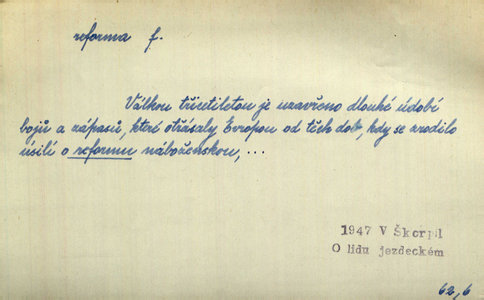 reforma f.
Válkou třicetiletou je uzavřeno dlouhé údobí
bojů a zápasů, které otřásaly Evropou od těch dob, kdy se zrodilo
úsilí o reformu náboženskou, ...
1947 V Škorpil
O lidu jezdeckém
62,6